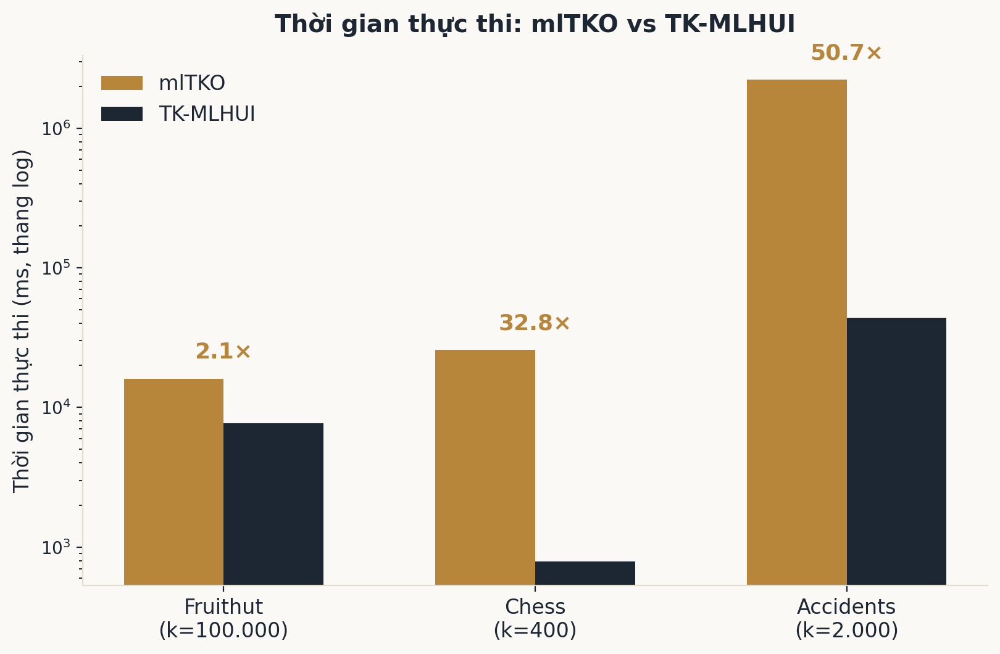 Thời gian thực thi: mlTKO vs TK-MLHUI
mlTKO
TK-MLHUI
Thời gian thực thi (ms, thang log)
10⁶
10⁵
10⁴
10³
2.1×
32.8×
50.7×
Fruithut
(k=100.000)
Chess
(k=400)
Accidents
(k=2.000)